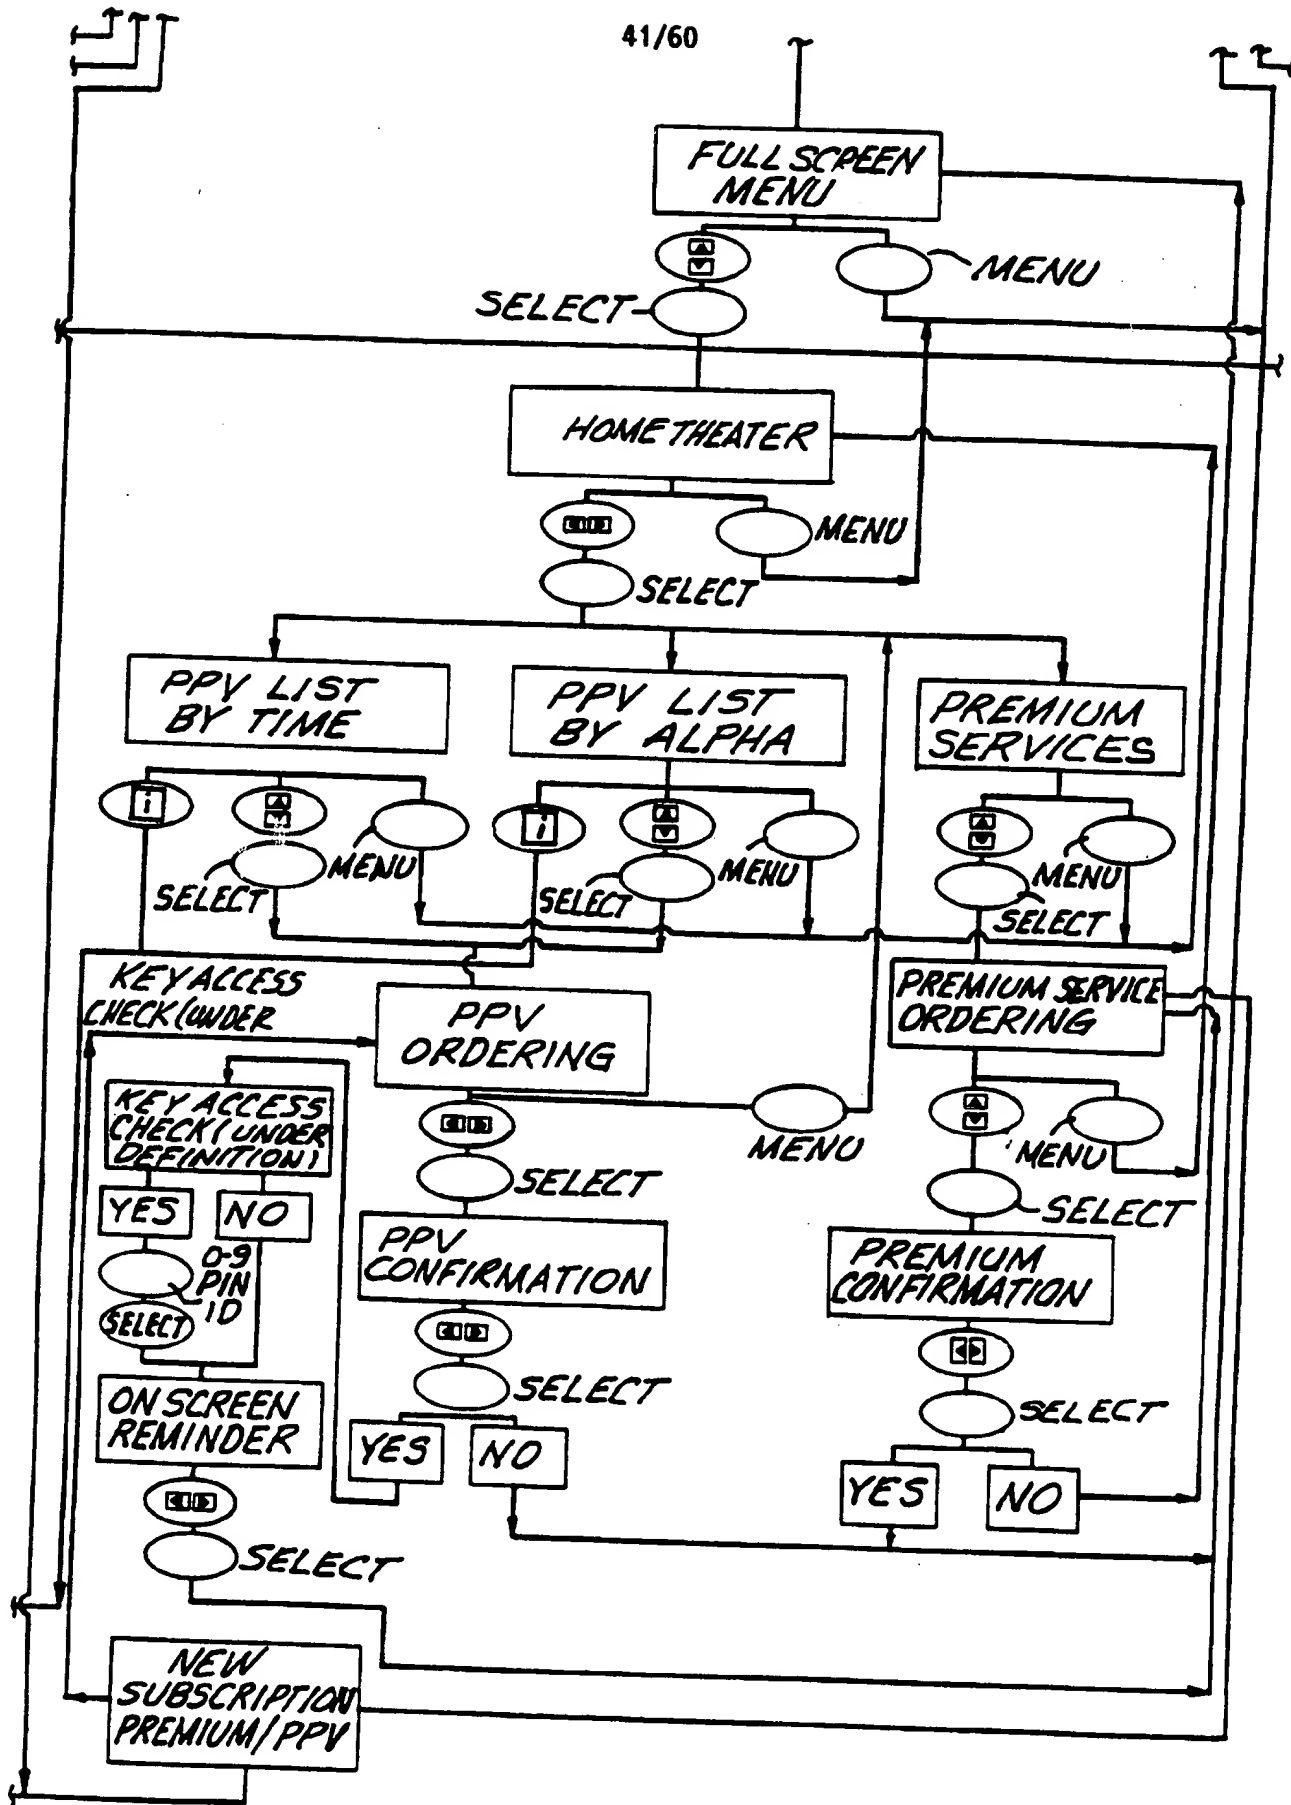 41/60
FULL SCREEN
MENU
MENU
SELECT
HOME THEATER
MENU
SELECT
PPV LIST
BY TIME
PPV LIST
BY ALPHA
PREMIUM
SERVICES
i
MENU
SELECT
i
MENU
SELECT
MENU
SELECT
KEY ACCESS
CHECK (UNDER
PPV
ORDERING
PREMIUM SERVICE
ORDERING
KEY ACCESS
CHECK (UNDER
DEFINITION)
MENU
MENU
SELECT
SELECT
YES
NO
0-9
PIN
ID
SELECT
PPV
CONFIRMATION
PREMIUM
CONFIRMATION
SELECT
SELECT
ON SCREEN
REMINDER
YES
NO
YES
NO
SELECT
NEW
SUBSCRIPTION
PREMIUM/PPV